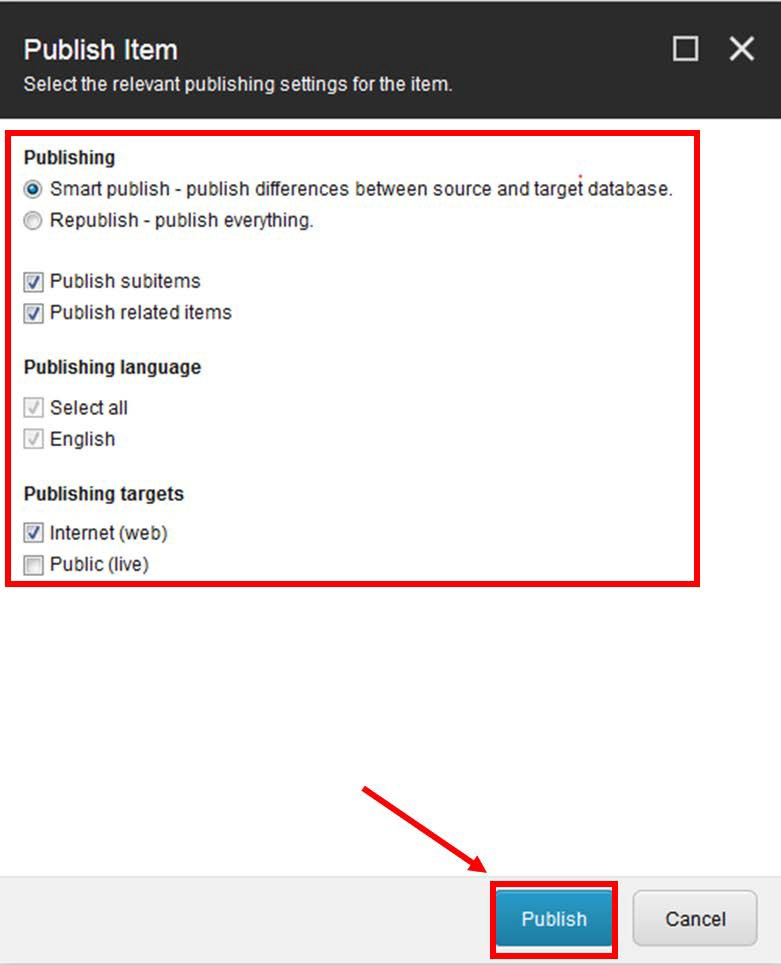 Publish Item
Select the relevant publishing settings for the item.
Publishing
Smart publish - publish differences between source and target database.
Republish - publish everything.
Publish subitems
Publish related items
Publishing language
Select all
English
Publishing targets
Internet (web)
Public (live)
Publish
Cancel